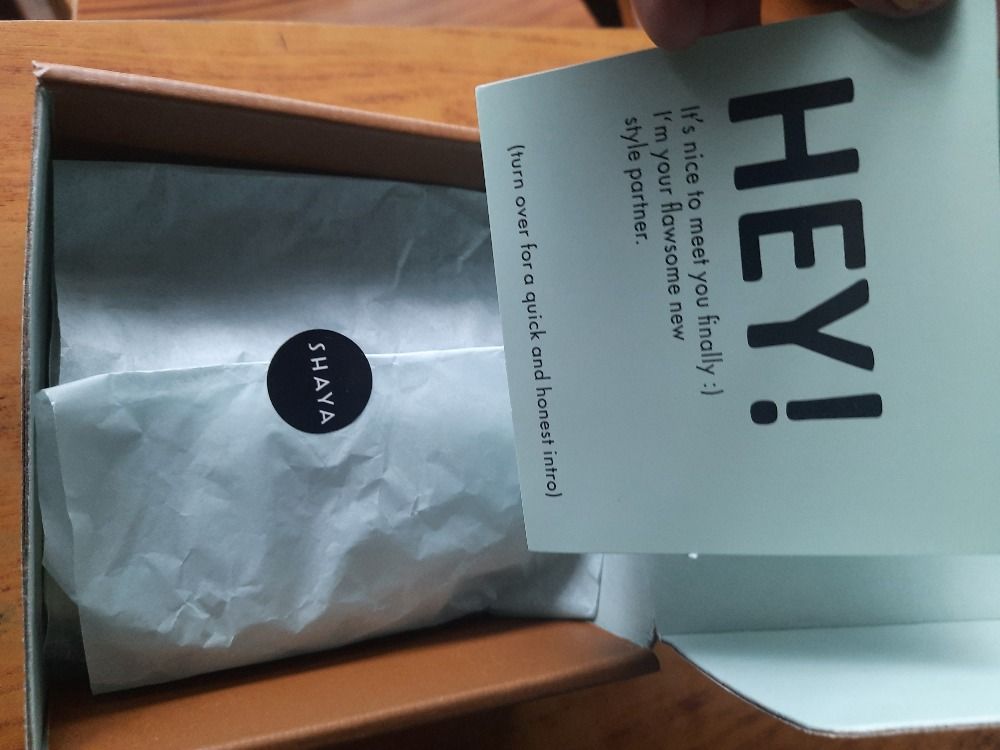 HEY!
It's nice to meet you finally :)
I'm your flawsome new
style partner.
(turn over for a quick and honest intro)
SHAYA